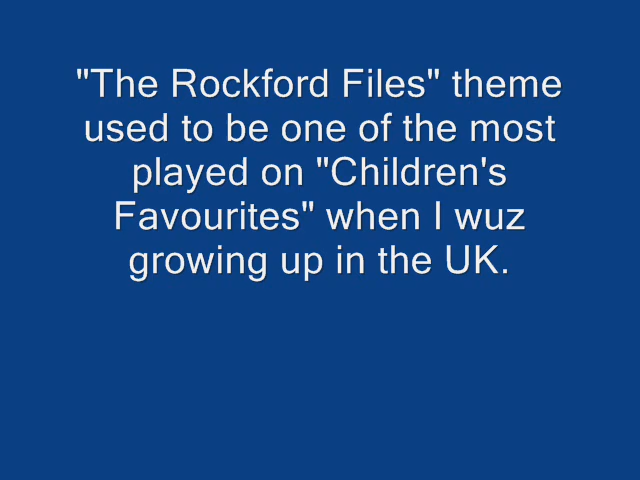 "The Rockford Files" theme
used to be one of the most
played on "Children's
Favourites" when I wuz
growing up in the UK.